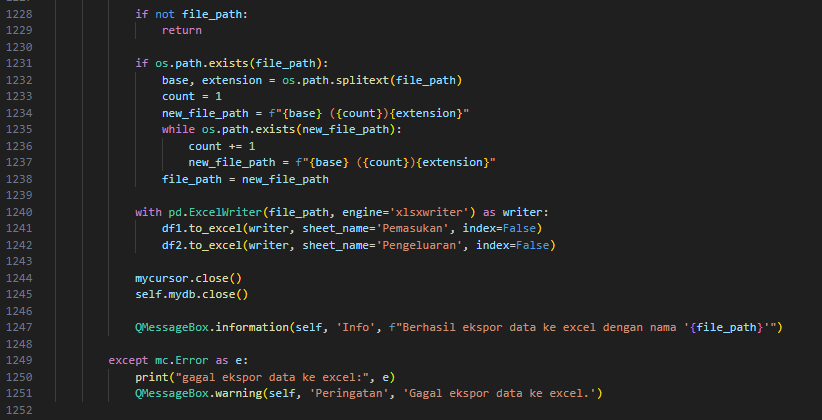 1228 if not file_path:
1229 return
1230
1231 if os.path.exists(file_path):
1232 base, extension = os.path.splitext(file_path)
1233 count = 1
1234 new_file_path = f"{base} ({count}){extension}"
1235 while os.path.exists(new_file_path):
1236 count += 1
1237 new_file_path = f"{base} ({count}){extension}"
1238 file_path = new_file_path
1239
1240 with pd.ExcelWriter(file_path, engine='xlsxwriter') as writer:
1241 df1.to_excel(writer, sheet_name='Pemasukan', index=False)
1242 df2.to_excel(writer, sheet_name='Pengeluaran', index=False)
1243
1244 mycursor.close()
1245 self.mydb.close()
1246
1247 QMessageBox.information(self, 'Info', f"Berhasil ekspor data ke excel dengan nama '{file_path}'")
1248
1249 except mc.Error as e:
1250 print("gagal ekspor data ke excel:", e)
1251 QMessageBox.warning(self, 'Peringatan', 'Gagal ekspor data ke excel.')
1252